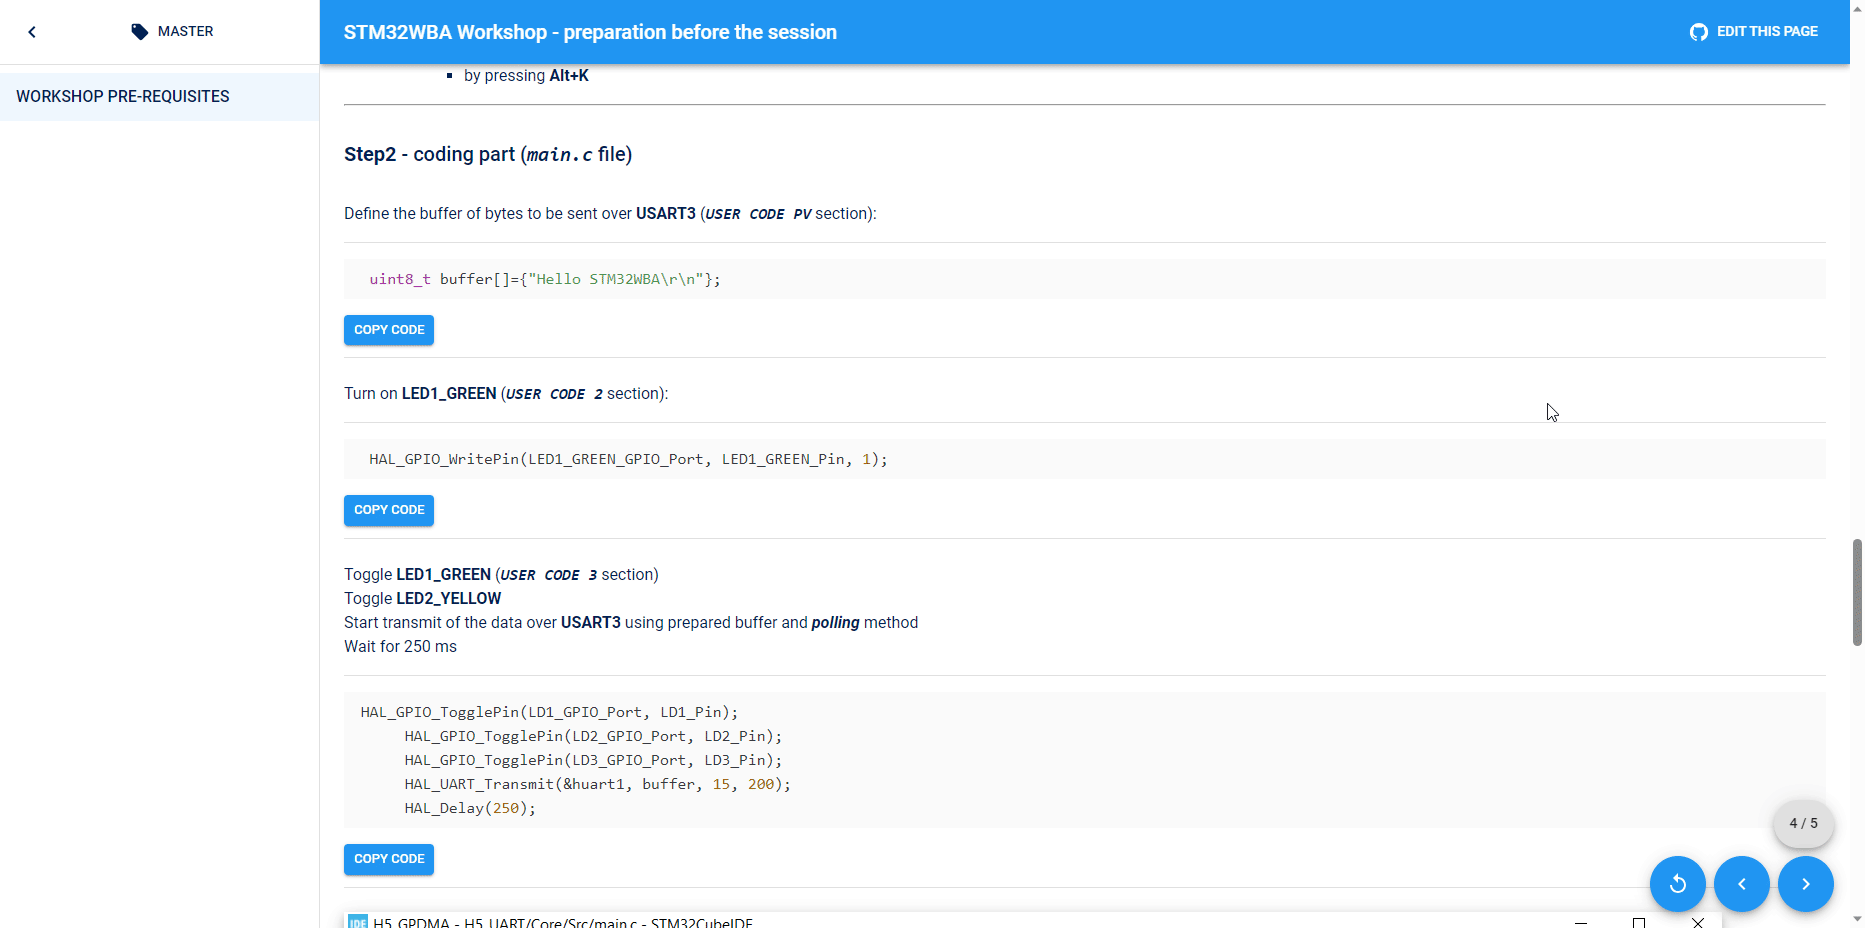 MASTER
STM32WBA Workshop - preparation before the session
EDIT THIS PAGE
WORKSHOP PRE-REQUISITES
by pressing Alt+K
Step2 - coding part (main.c file)
Define the buffer of bytes to be sent over USART3 (USER CODE PV section):
uint8_t buffer[]={"Hello STM32WBA\r\n"};
COPY CODE
Turn on LED1_GREEN (USER CODE 2 section):
HAL_GPIO_WritePin(LED1_GREEN_GPIO_Port, LED1_GREEN_Pin, 1);
COPY CODE
Toggle LED1_GREEN (USER CODE 3 section)
Toggle LED2_YELLOW
Start transmit of the data over USART3 using prepared buffer and polling method
Wait for 250 ms
HAL_GPIO_TogglePin(LD1_GPIO_Port, LD1_Pin);
HAL_GPIO_TogglePin(LD2_GPIO_Port, LD2_Pin);
HAL_GPIO_TogglePin(LD3_GPIO_Port, LD3_Pin);
HAL_UART_Transmit(&huart1, buffer, 15, 200);
HAL_Delay(250);
4 / 5
COPY CODE
IDE H5_GPDMA - H5_UART/Core/Src/main.c - STM32CubeIDE